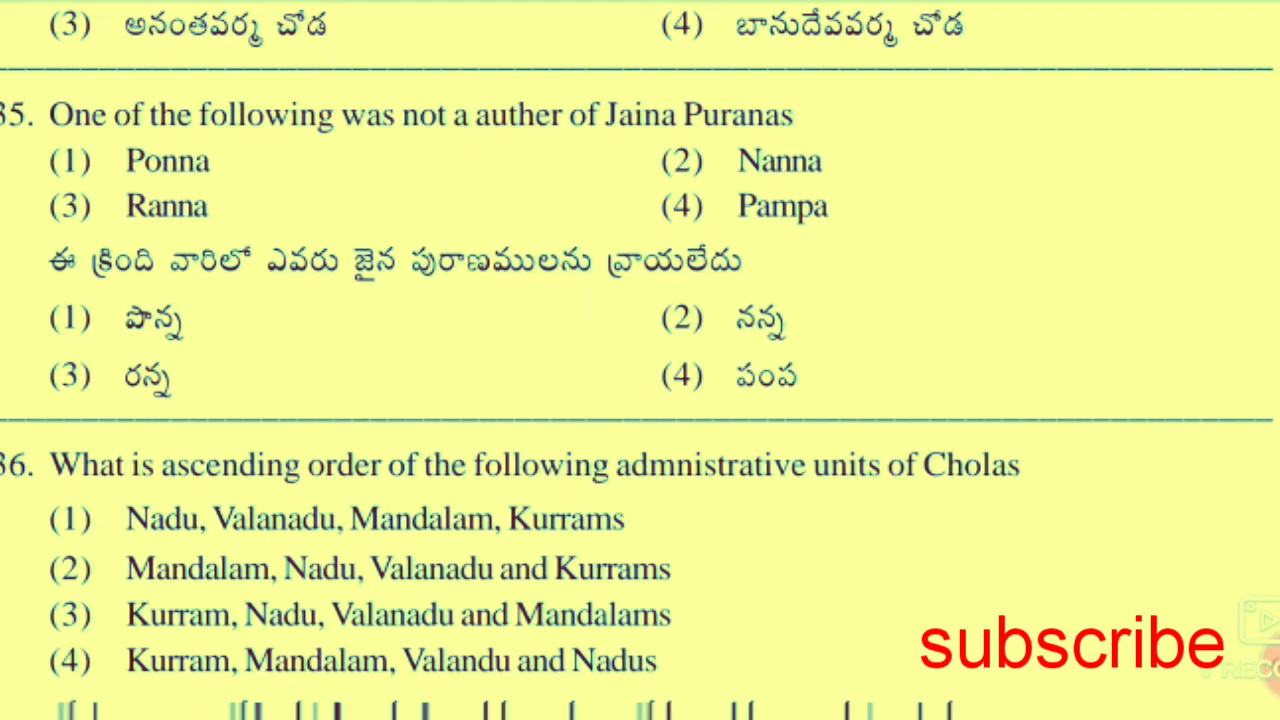 (3) అనంతవర్మ చోడ (4) బానుదేవవర్మ చోడ
35. One of the following was not a auther of Jaina Puranas
(1) Ponna (2) Nanna
(3) Ranna (4) Pampa
ఈ క్రింది వారిలో ఎవరు జైన పురాణములను వ్రాయలేదు
(1) పొన్న (2) నన్న
(3) రన్న (4) పంప
36. What is ascending order of the following admnistrative units of Cholas
(1) Nadu, Valanadu, Mandalam, Kurrams
(2) Mandalam, Nadu, Valanadu and Kurrams
(3) Kurram, Nadu, Valanadu and Mandalams
(4) Kurram, Mandalam, Valandu and Nadus
subscribe